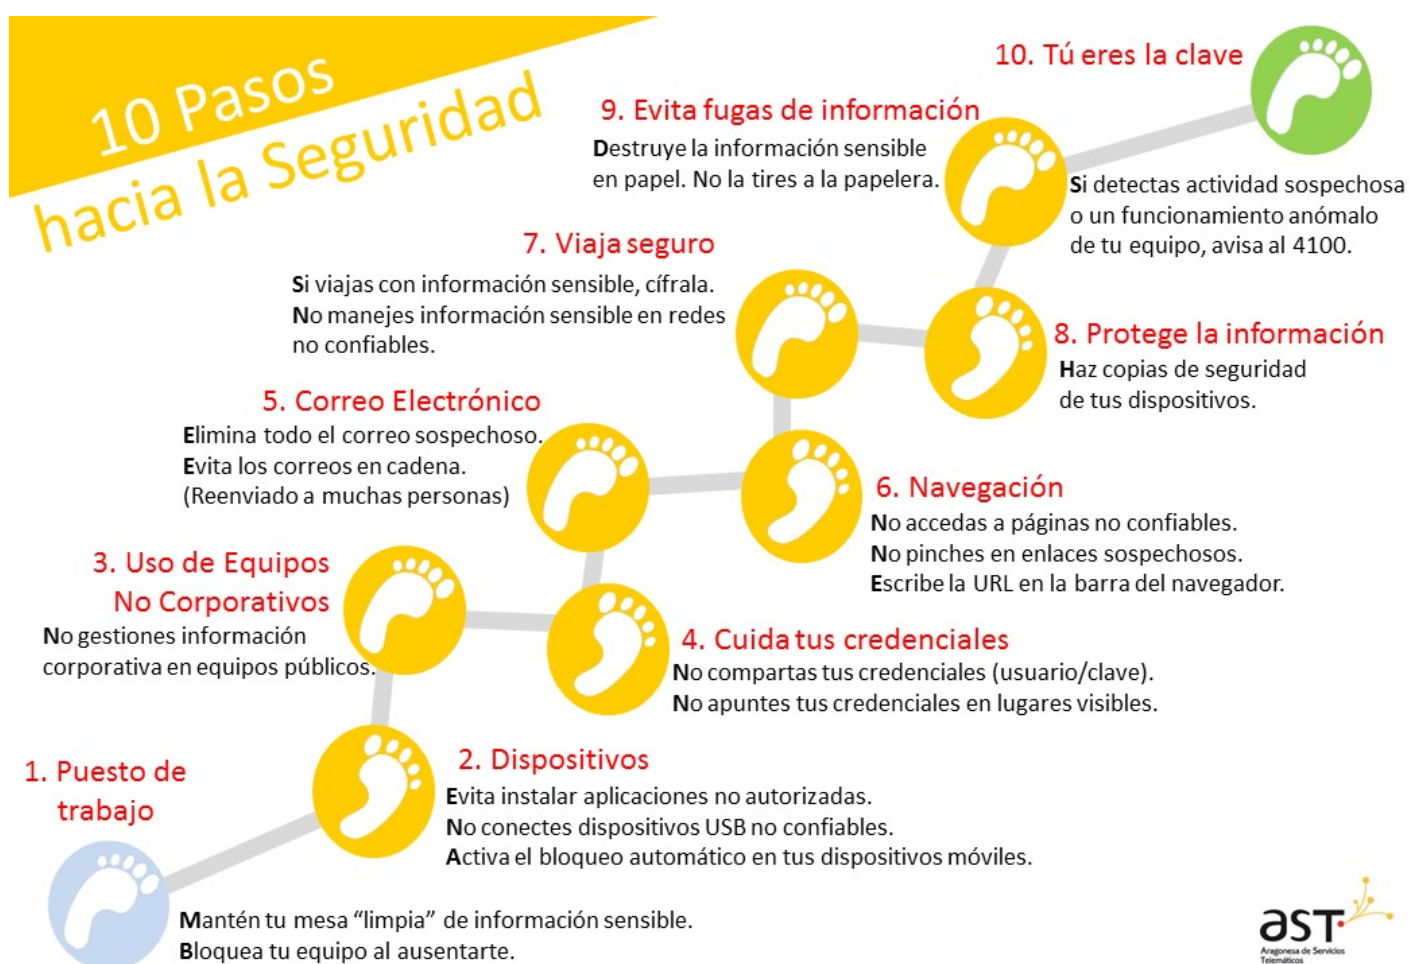 10 Pasos
hacia la Seguridad
1. Puesto de
trabajo
Mantén tu mesa “limpia” de información sensible.
Bloquea tu equipo al ausentarte.
2. Dispositivos
Evita instalar aplicaciones no autorizadas.
No conectes dispositivos USB no confiables.
Activa el bloqueo automático en tus dispositivos móviles.
3. Uso de Equipos
No Corporativos
No gestiones información
corporativa en equipos públicos.
4. Cuida tus credenciales
No compartas tus credenciales (usuario/clave).
No apuntes tus credenciales en lugares visibles.
5. Correo Electrónico
Elimina todo el correo sospechoso.
Evita los correos en cadena.
(Reenviado a muchas personas)
6. Navegación
No accedas a páginas no confiables.
No pinches en enlaces sospechosos.
Escribe la URL en la barra del navegador.
7. Viaja seguro
Si viajas con información sensible, cífrala.
No manejes información sensible en redes
no confiables.
8. Protege la información
Haz copias de seguridad
de tus dispositivos.
9. Evita fugas de información
Destruye la información sensible
en papel. No la tires a la papelera.
10. Tú eres la clave
Si detectas actividad sospechosa
o un funcionamiento anómalo
de tu equipo, avisa al 4100.
aST
Aragonesa de Servicios
Telemáticos